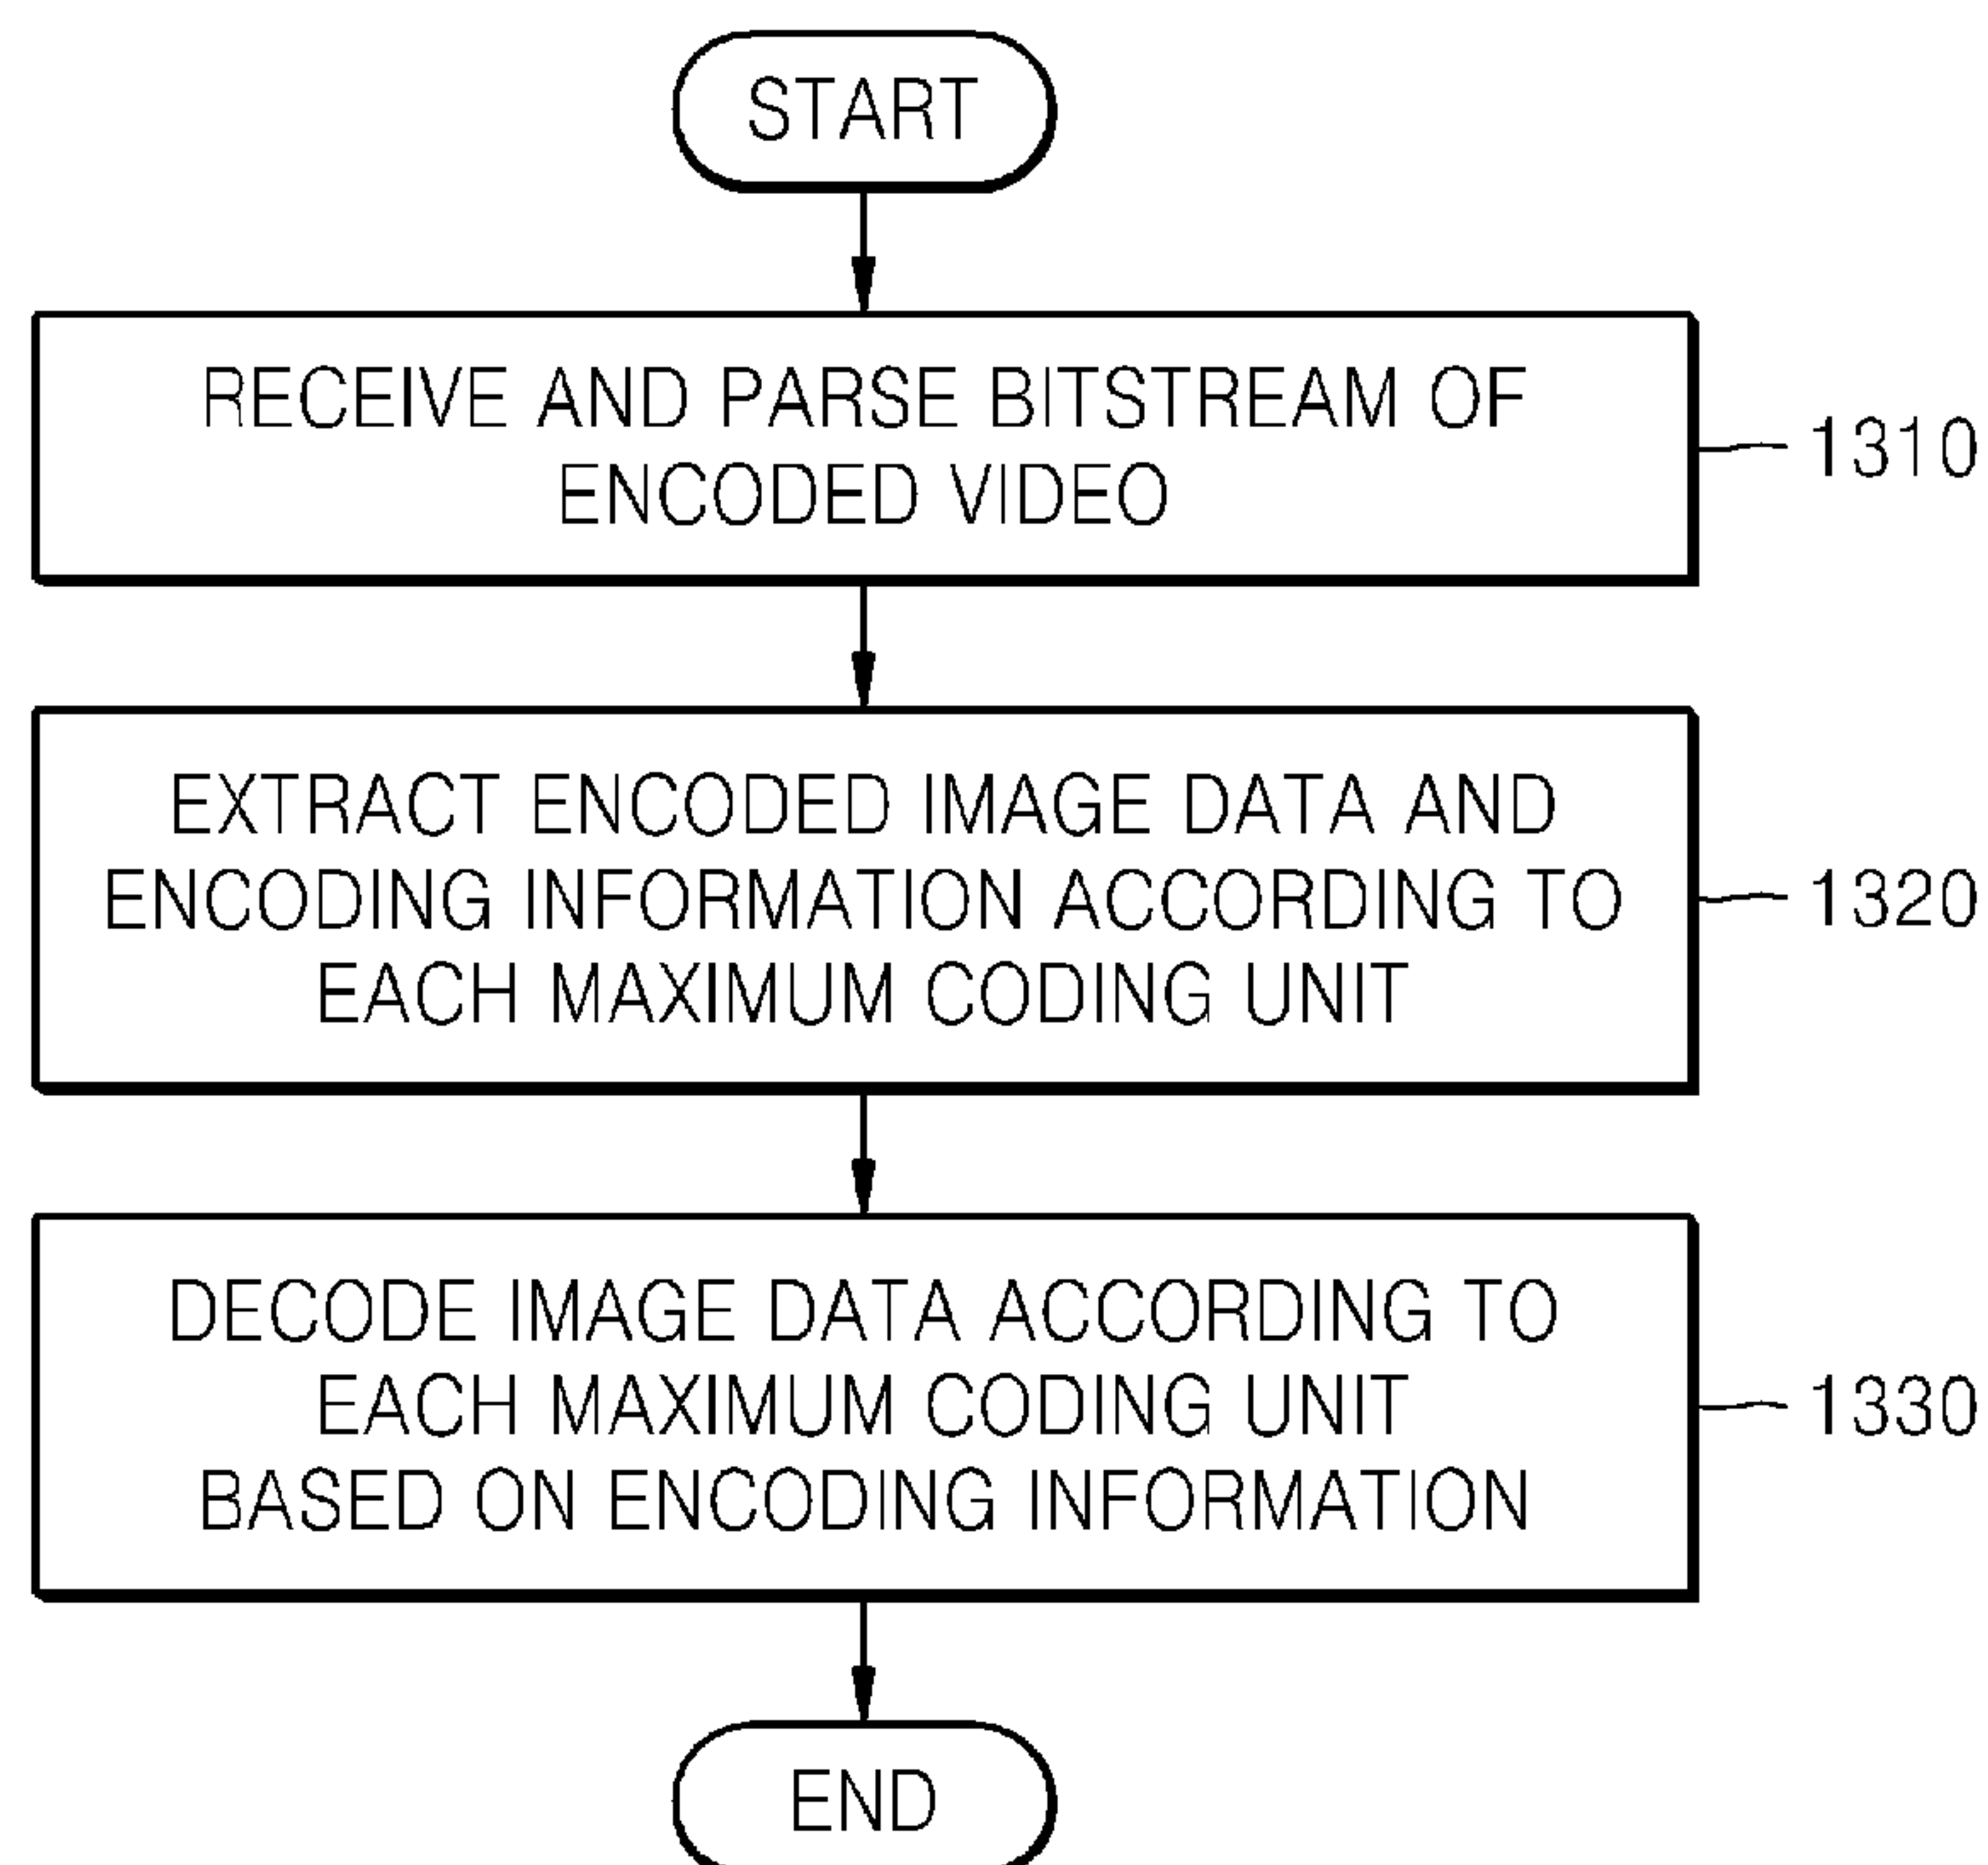 START
RECEIVE AND PARSE BITSTREAM OF
ENCODED VIDEO
1310
EXTRACT ENCODED IMAGE DATA AND
ENCODING INFORMATION ACCORDING TO
EACH MAXIMUM CODING UNIT
1320
DECODE IMAGE DATA ACCORDING TO
EACH MAXIMUM CODING UNIT
BASED ON ENCODING INFORMATION
1330
END